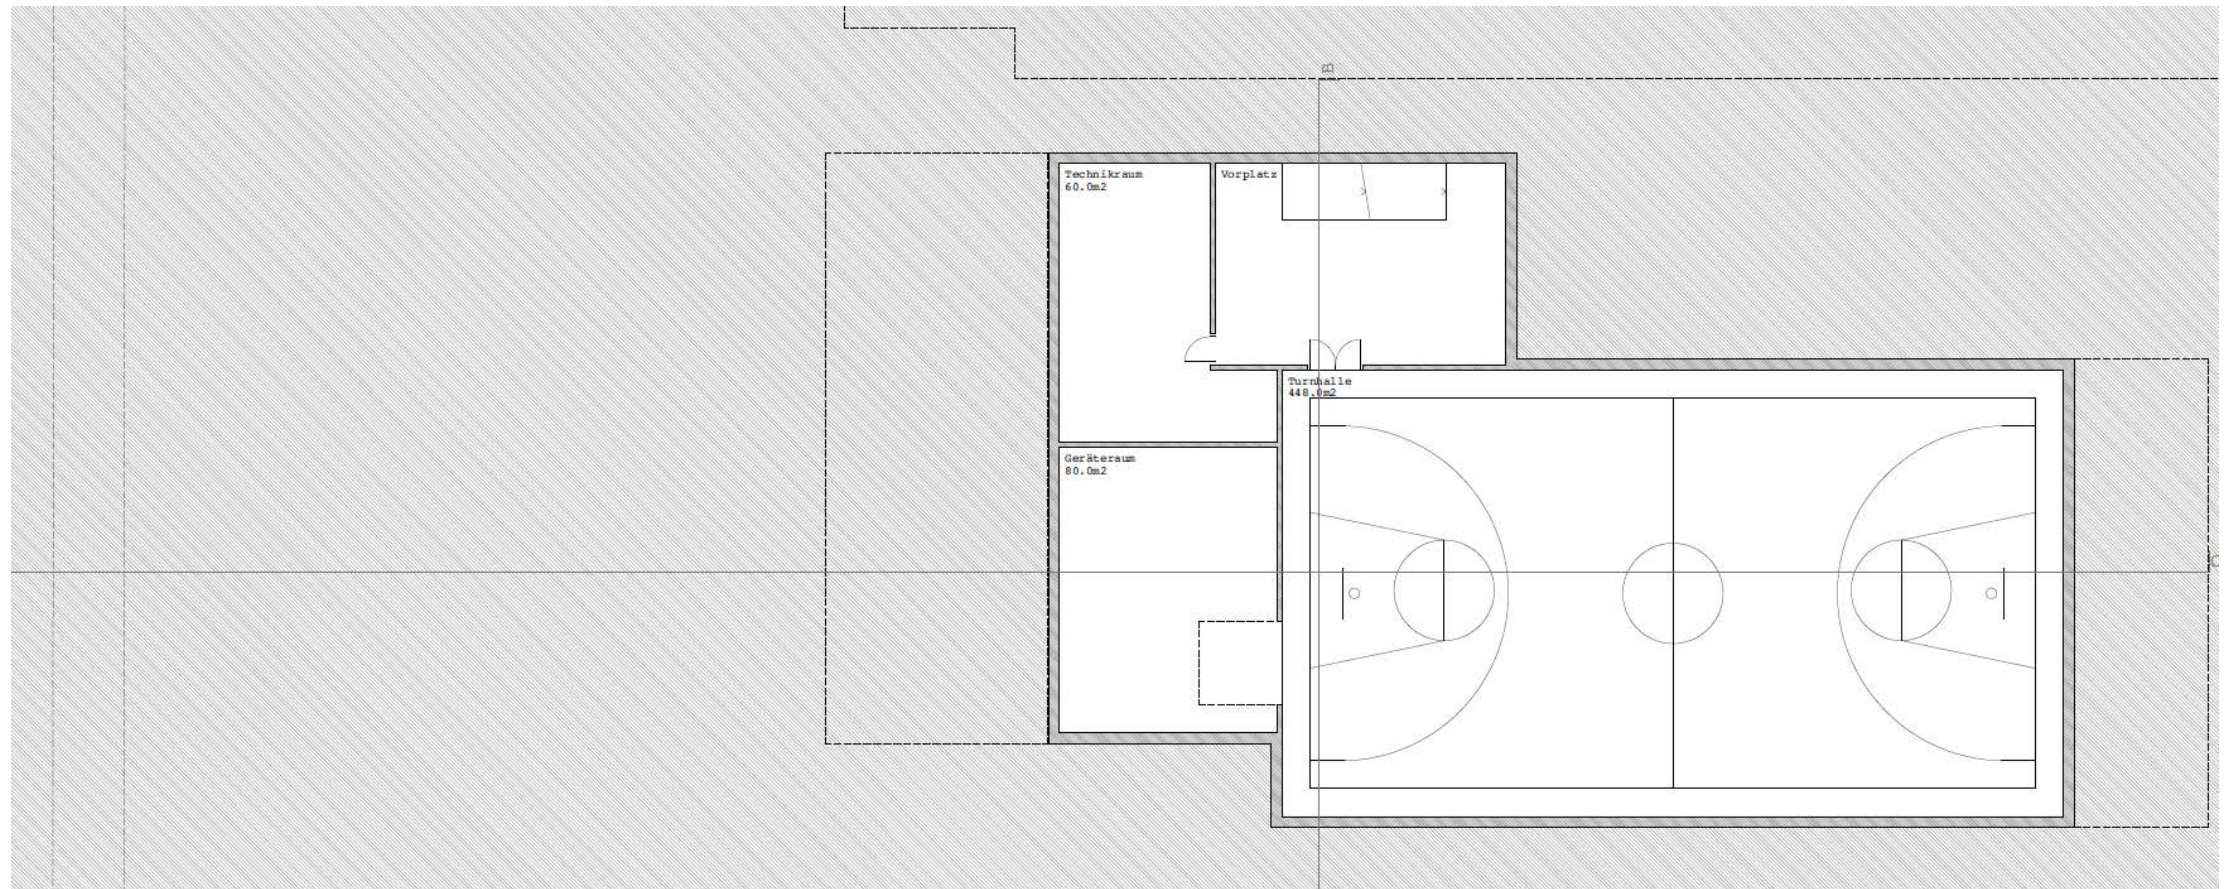 B
Technikraum
60.0m2
Vorplatz
Turnhalle
448.0m2
Geräteraum
80.0m2
C